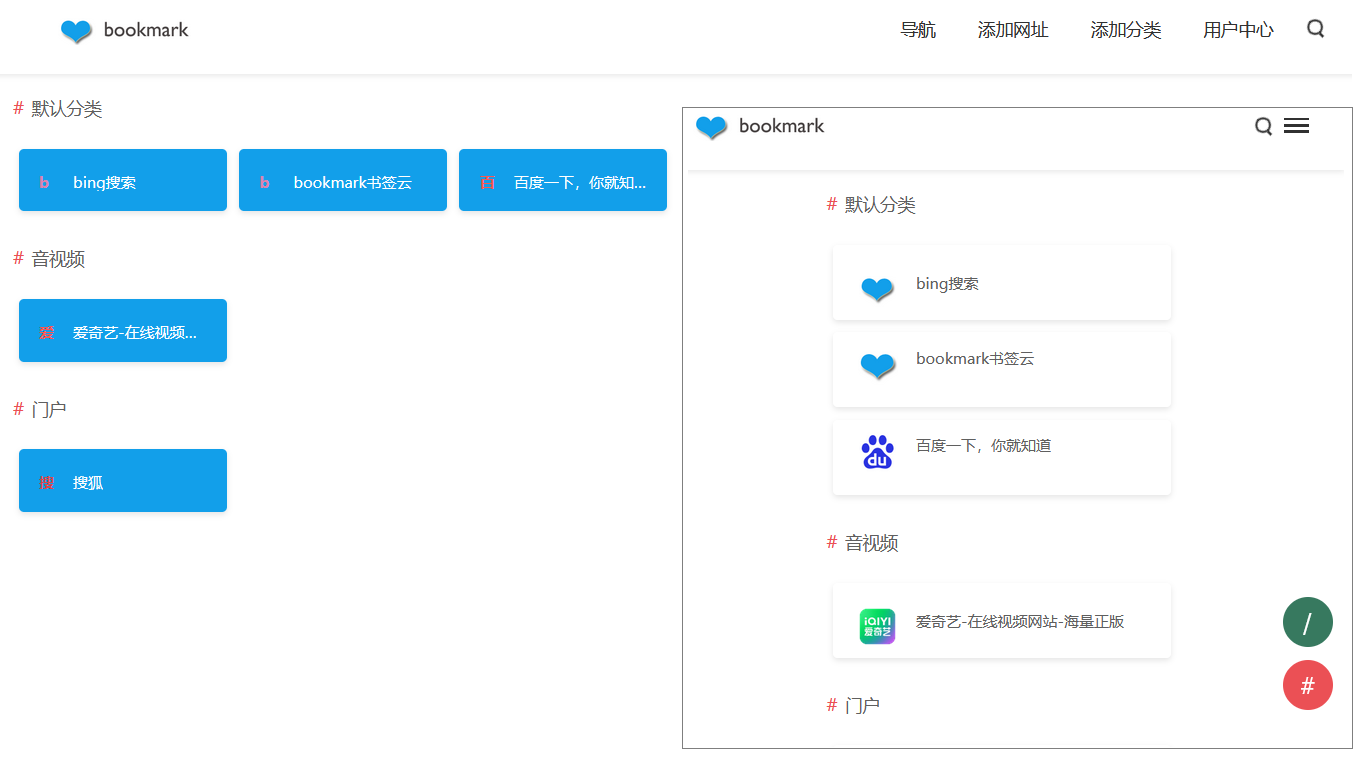 bookmark
导航 添加网址 添加分类 用户中心
# 默认分类
b bing搜索
b bookmark书签云
百 百度一下，你就知...
# 音视频
爱 爱奇艺-在线视频...
# 门户
搜 搜狐
bookmark
# 默认分类
bing搜索
bookmark书签云
du 百度一下，你就知道
# 音视频
iQIYI
爱奇艺
爱奇艺-在线视频网站-海量正版
# 门户
/
#